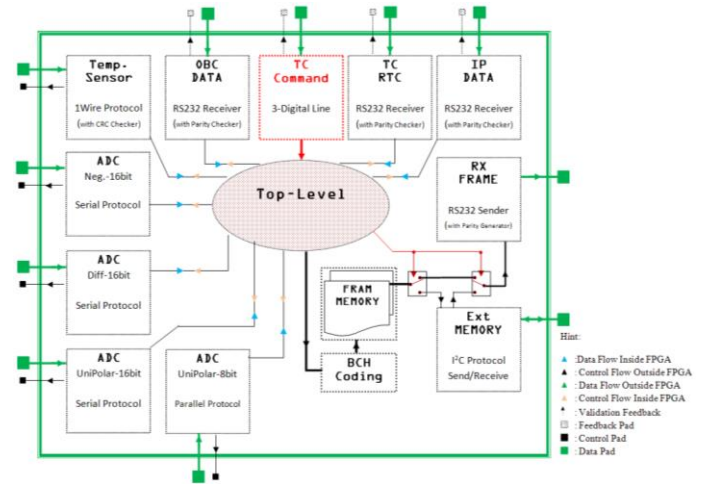 Temp.-
Sensor
1Wire Protocol
(with CRC Checker)
OBC
DATA
RS232 Receiver
(with Parity Checker)
TC
Command
3-Digital Line
TC
RTC
RS232 Receiver
(with Parity Checker)
IP
DATA
RS232 Receiver
(with Parity Checker)
ADC
Neg.-16bit
Serial Protocol
Top-Level
RX
FRAME
RS232 Sender
(with Parity Generator)
ADC
Diff-16bit
Serial Protocol
FRAM
MEMORY
Ext
MEMORY
I²C Protocol
Send/Receive
BCH
Coding
ADC
UniPolar-16bit
Serial Protocol
ADC
UniPolar-8bit
Parallel Protocol
Hint:
:Data Flow Inside FPGA
: Control Flow Outside FPGA
: Data Flow Outside FPGA
: Control Flow Inside FPGA
: Validation Feedback
: Feedback Pad
: Control Pad
: Data Pad